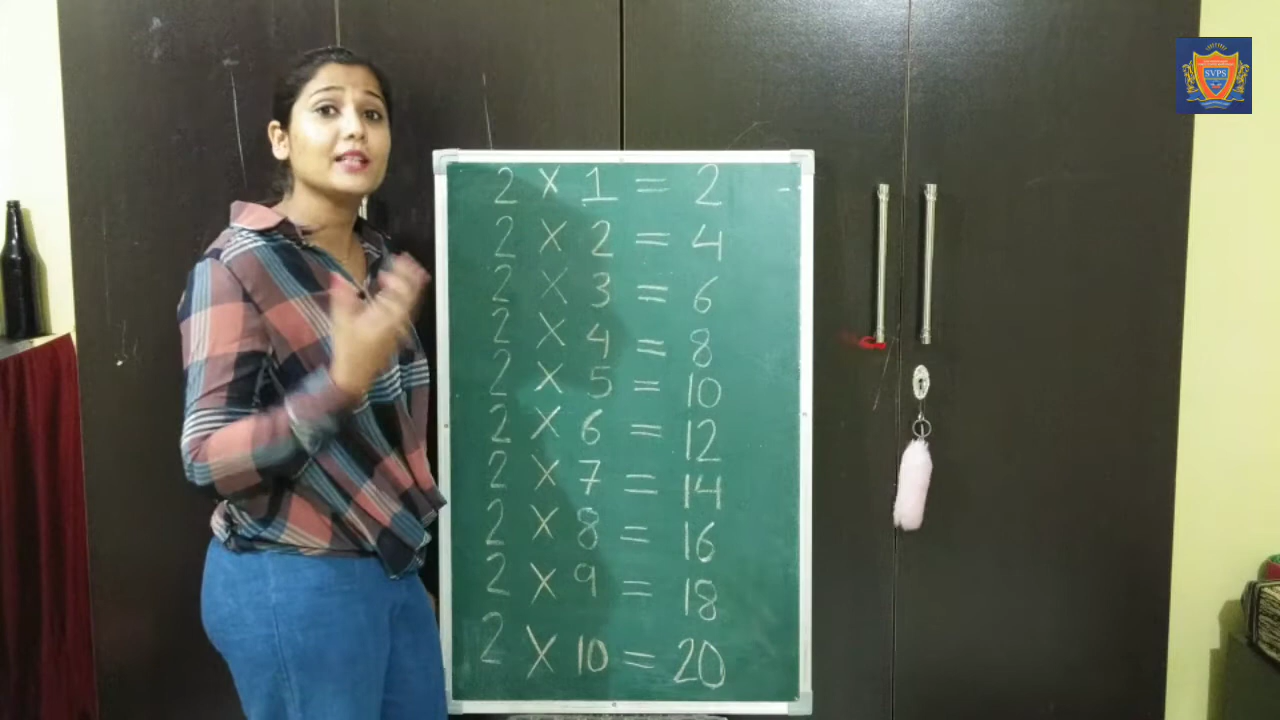 SVPS
2 × 1 = 2
2 × 2 = 4
2 × 3 = 6
2 × 4 = 8
2 × 5 = 10
2 × 6 = 12
2 × 7 = 14
2 × 8 = 16
2 × 9 = 18
2 × 10 = 20